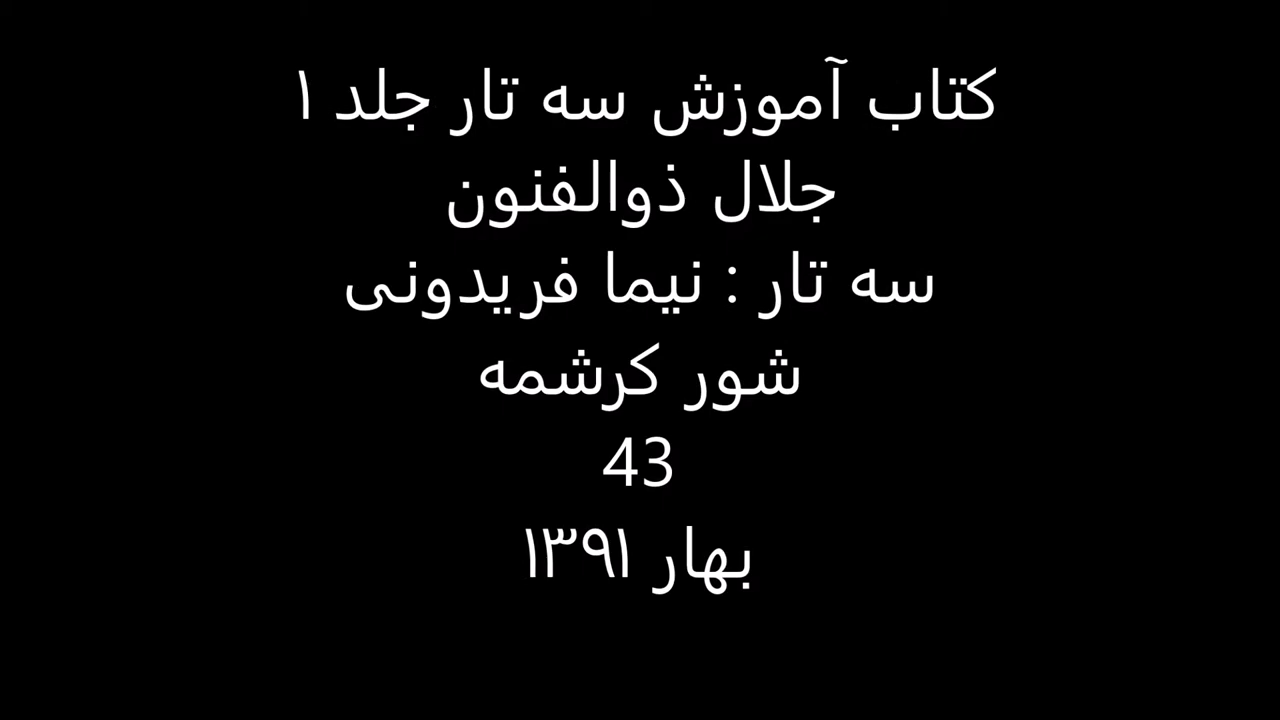 کتاب آموزش سه تار جلد ۱
جلال ذوالفنون
سه تار : نیما فریدونی
شور کرشمه
43
بهار ۱۳۹۱